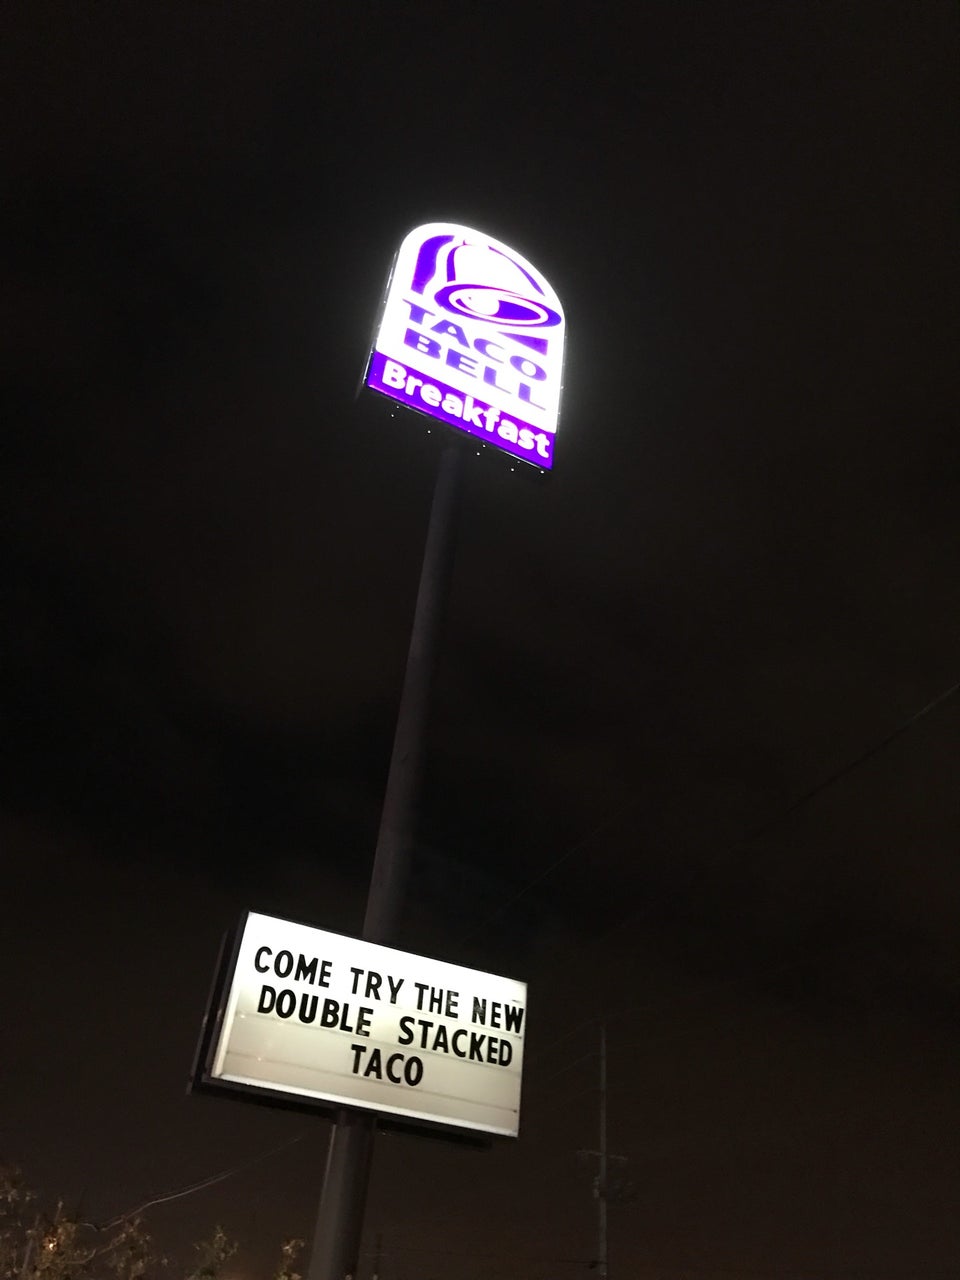 TACO
BELL
Breakfast
COME TRY THE NEW
DOUBLE STACKED
TACO